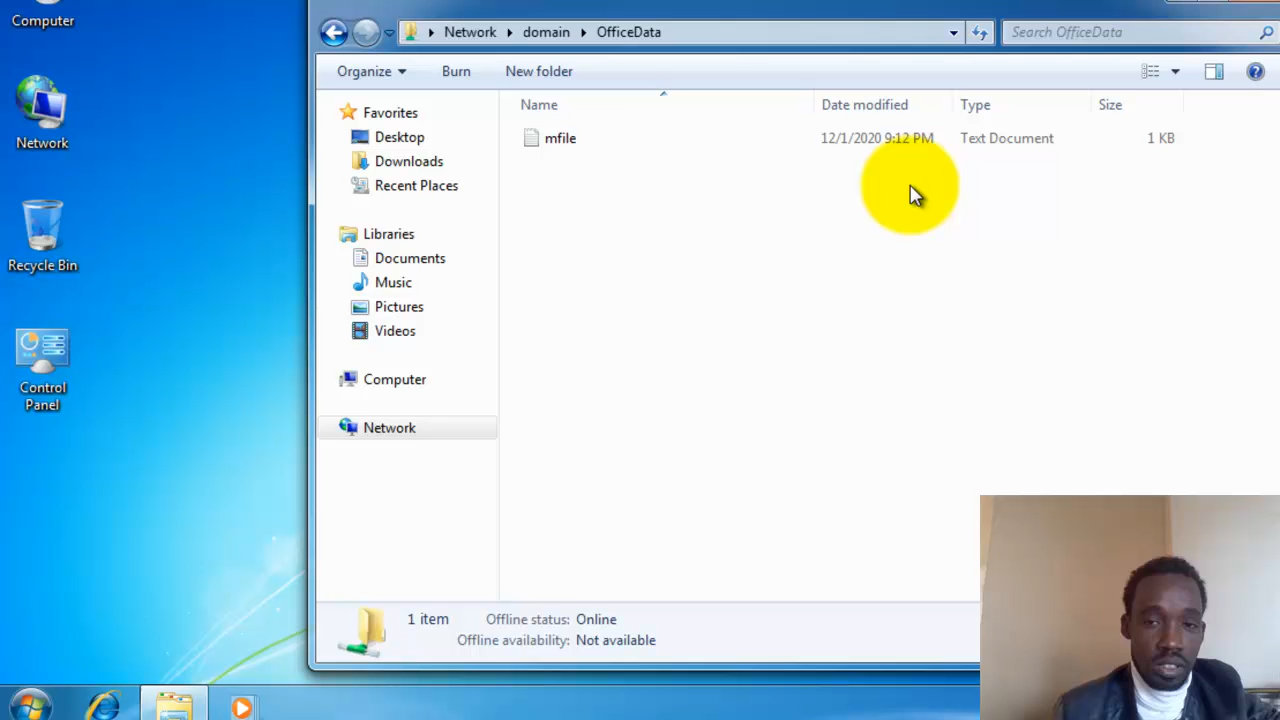 Computer
Network
Recycle Bin
Control
Panel
Network domain OfficeData
Search OfficeData
Organize Burn New folder
Name Date modified Type Size
mfile 12/1/2020 9:12 PM Text Document 1 KB
Favorites
Desktop
Downloads
Recent Places
Libraries
Documents
Music
Pictures
Videos
Computer
Network
1 item Offline status: Online
Offline availability: Not available